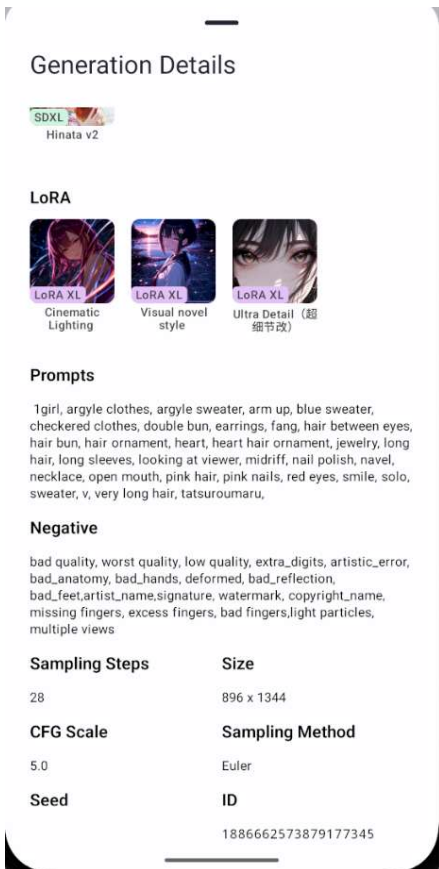 Generation Details
SDXL
Hinata v2
LoRA
LoRA XL LoRA XL LoRA XL
Cinematic Visual novel Ultra Detail（超
Lighting style 细节改）
Prompts
1girl, argyle clothes, argyle sweater, arm up, blue sweater,
checkered clothes, double bun, earrings, fang, hair between eyes,
hair bun, hair ornament, heart, heart hair ornament, jewelry, long
hair, long sleeves, looking at viewer, midriff, nail polish, navel,
necklace, open mouth, pink hair, pink nails, red eyes, smile, solo,
sweater, v, very long hair, tatsuroumaru,
Negative
bad quality, worst quality, low quality, extra_digits, artistic_error,
bad_anatomy, bad_hands, deformed, bad_reflection,
bad_feet,artist_name,signature, watermark, copyright_name,
missing fingers, excess fingers, bad fingers,light particles,
multiple views
Sampling Steps Size
28 896 x 1344
CFG Scale Sampling Method
5.0 Euler
Seed ID
1886662573879177345